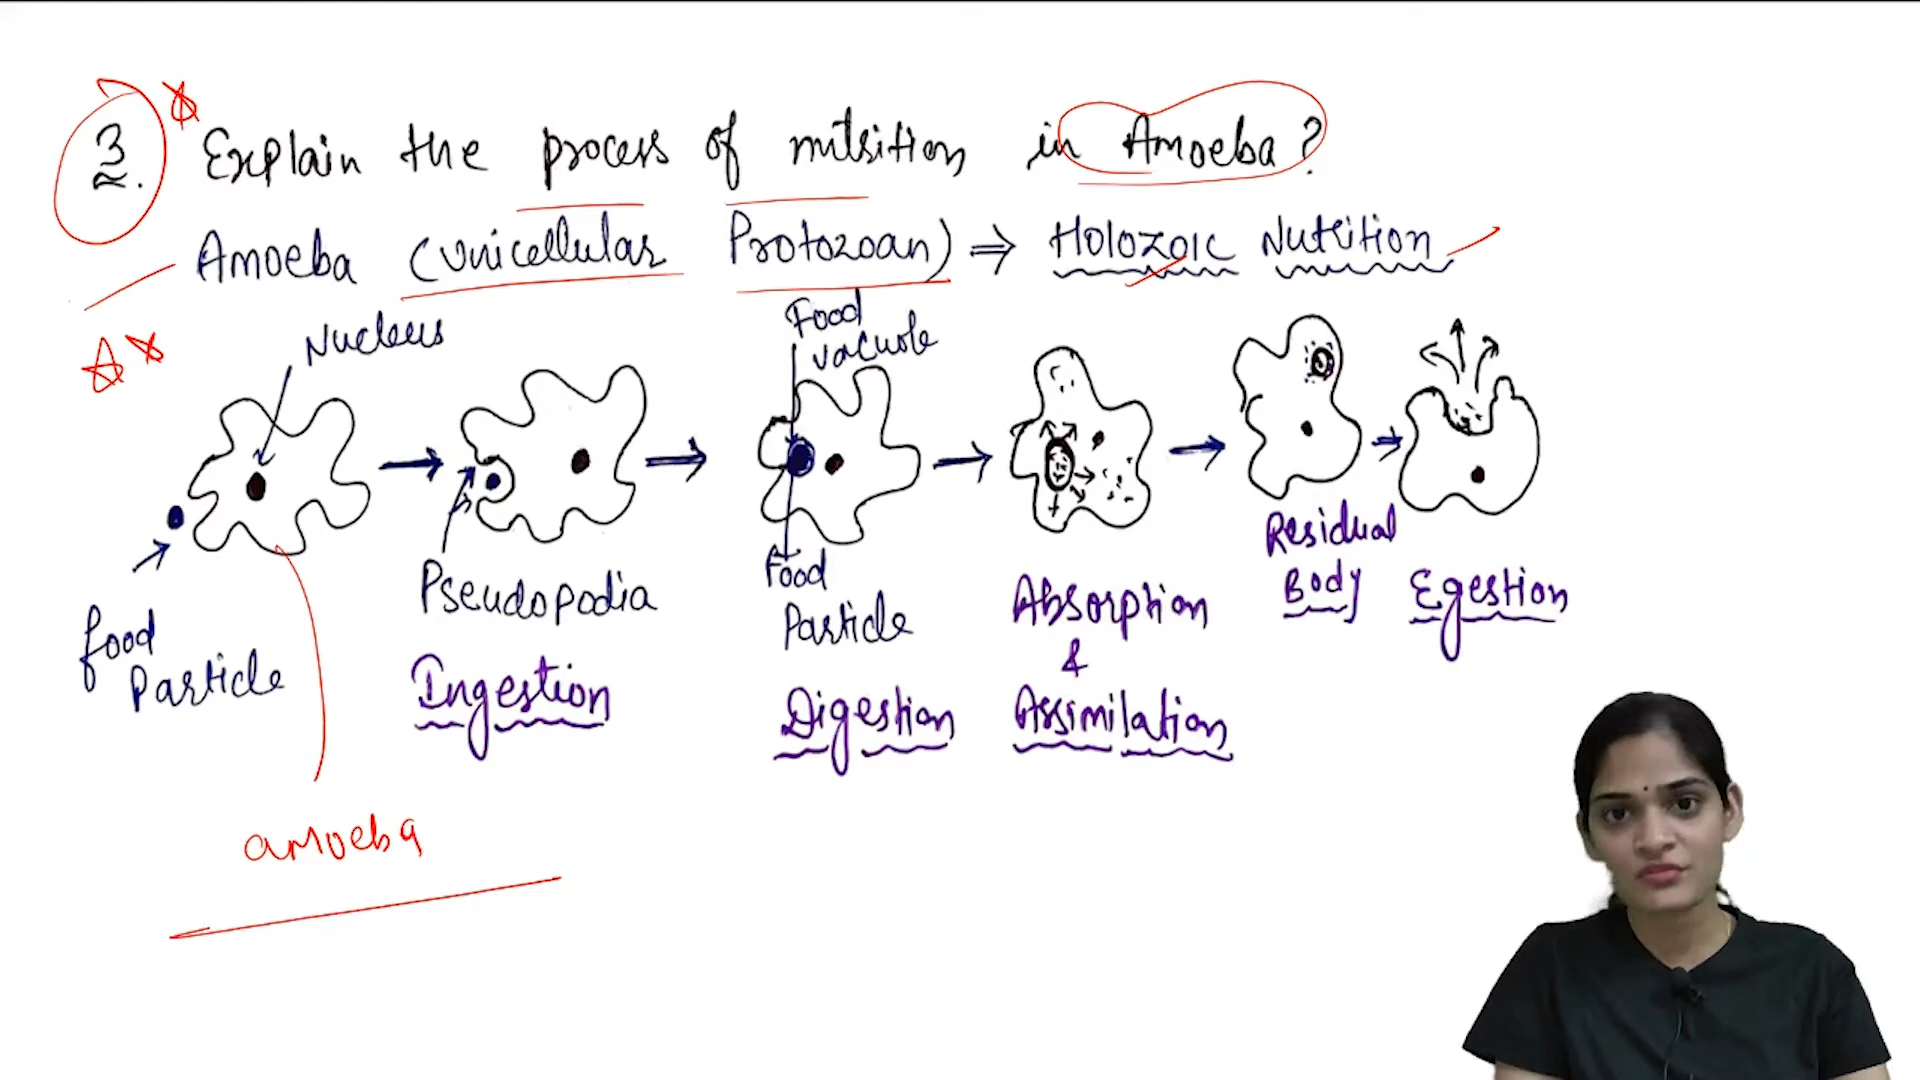 3. Explain the process of nutrition in Amoeba?
Amoeba (Unicellular Protozoan) ⇒ Holozoic Nutrition
Nucleus
Food vacuole
Food Particle
Pseudopodia
Ingestion
Food Particle
Digestion
Absorption
&
Assimilation
Residual
Body
Egestion
amoeba